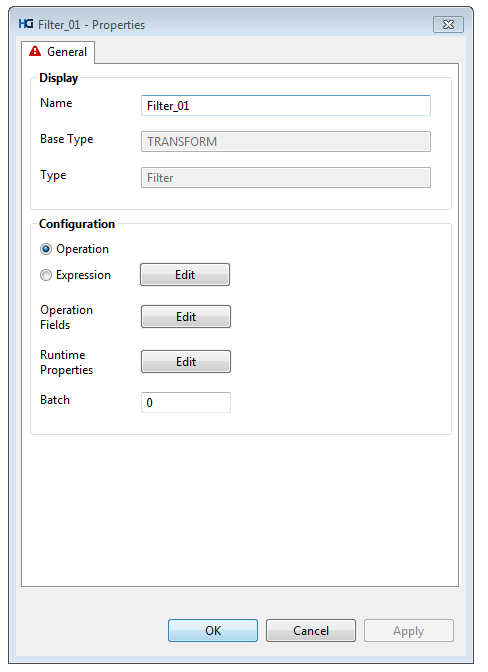 HG Filter_01 - Properties
General
Display
Name Filter_01
Base Type TRANSFORM
Type Filter
Configuration
Operation
Expression Edit
Operation
Fields
Edit
Runtime
Properties
Edit
Batch 0
OK Cancel Apply